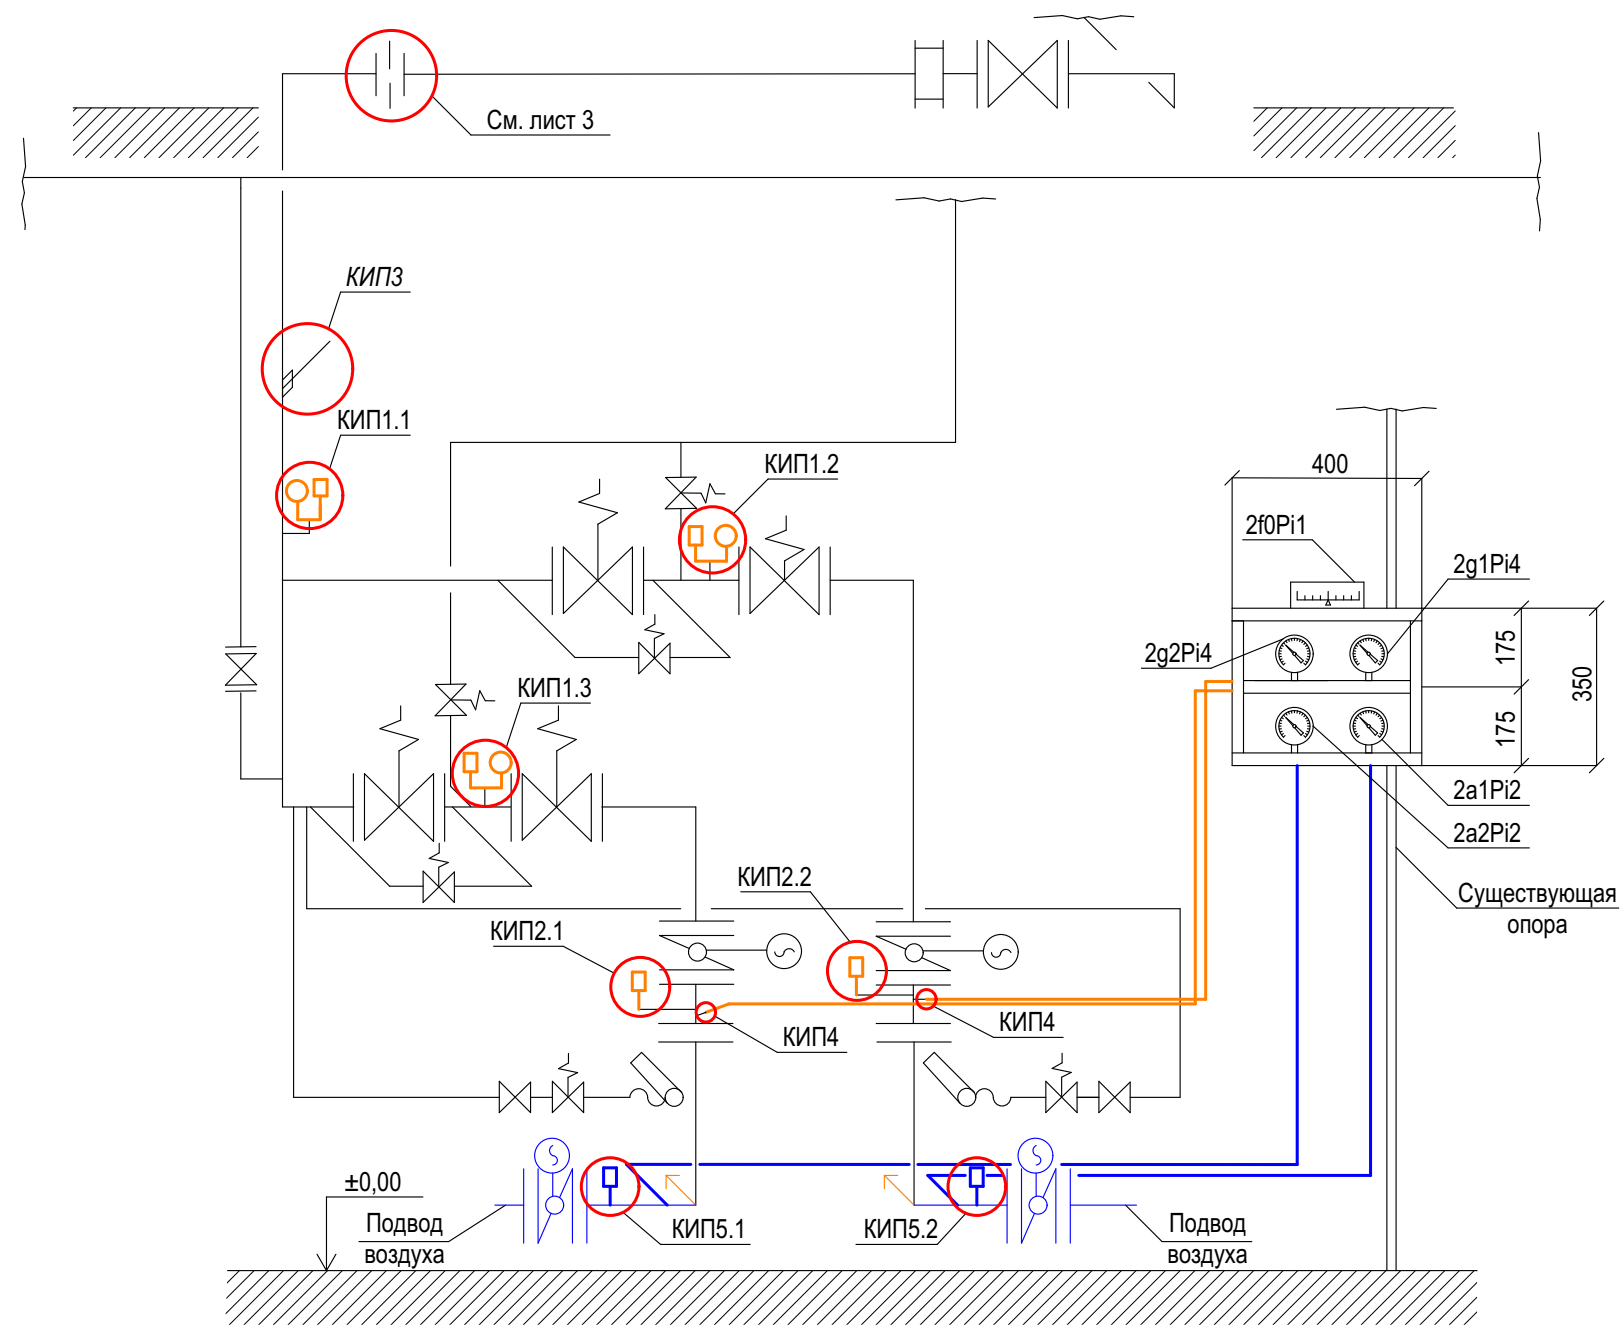 См. лист 3
КИП3
КИП1.1
КИП1.2
400
2f0Pi1
2g1Pi4
2g2Pi4
175
350
175
КИП1.3
2a1Pi2
2a2Pi2
КИП2.2
Существующая
опора
КИП2.1
КИП4
КИП4
±0,00
Подвод
воздуха
КИП5.1
КИП5.2
Подвод
воздуха